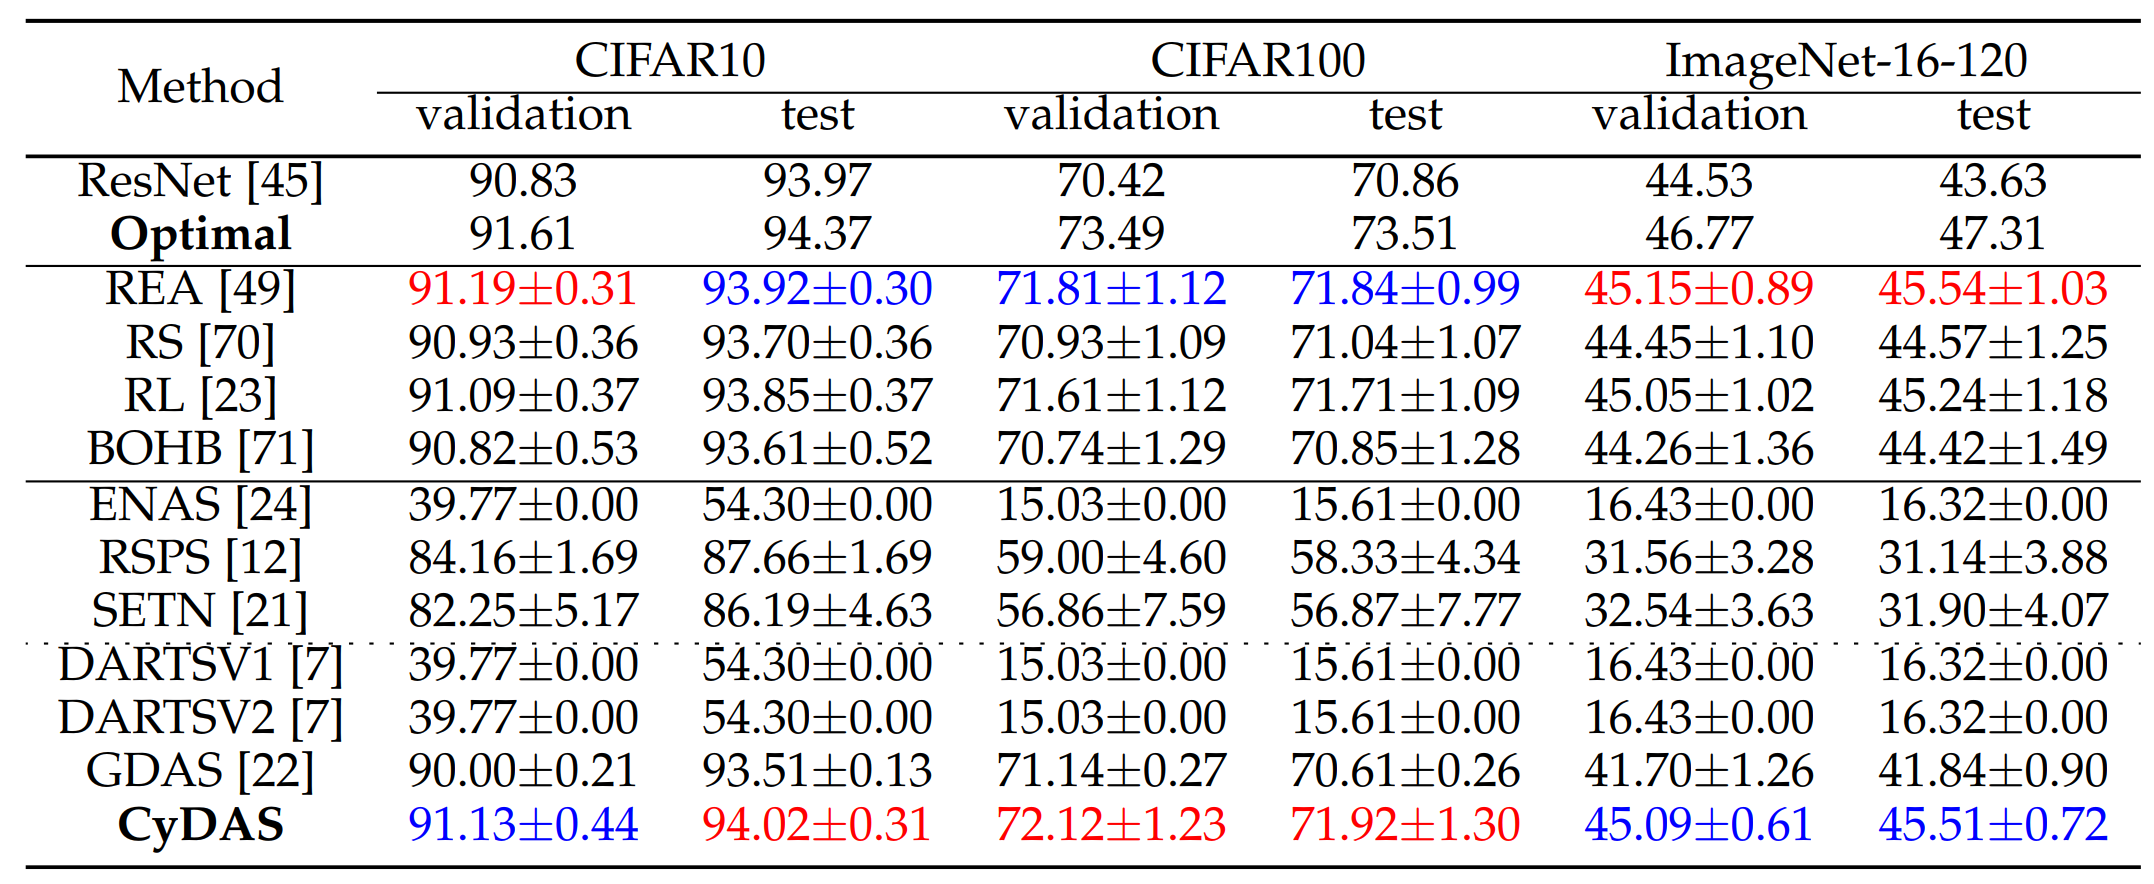 Method CIFAR10 CIFAR100 ImageNet-16-120
validation test validation test validation test
ResNet [45] 90.83 93.97 70.42 70.86 44.53 43.63
Optimal 91.61 94.37 73.49 73.51 46.77 47.31
REA [49] 91.19±0.31 93.92±0.30 71.81±1.12 71.84±0.99 45.15±0.89 45.54±1.03
RS [70] 90.93±0.36 93.70±0.36 70.93±1.09 71.04±1.07 44.45±1.10 44.57±1.25
RL [23] 91.09±0.37 93.85±0.37 71.61±1.12 71.71±1.09 45.05±1.02 45.24±1.18
BOHB [71] 90.82±0.53 93.61±0.52 70.74±1.29 70.85±1.28 44.26±1.36 44.42±1.49
ENAS [24] 39.77±0.00 54.30±0.00 15.03±0.00 15.61±0.00 16.43±0.00 16.32±0.00
RSPS [12] 84.16±1.69 87.66±1.69 59.00±4.60 58.33±4.34 31.56±3.28 31.14±3.88
SETN [21] 82.25±5.17 86.19±4.63 56.86±7.59 56.87±7.77 32.54±3.63 31.90±4.07
DARTSV1 [7] 39.77±0.00 54.30±0.00 15.03±0.00 15.61±0.00 16.43±0.00 16.32±0.00
DARTSV2 [7] 39.77±0.00 54.30±0.00 15.03±0.00 15.61±0.00 16.43±0.00 16.32±0.00
GDAS [22] 90.00±0.21 93.51±0.13 71.14±0.27 70.61±0.26 41.70±1.26 41.84±0.90
CyDAS 91.13±0.44 94.02±0.31 72.12±1.23 71.92±1.30 45.09±0.61 45.51±0.72